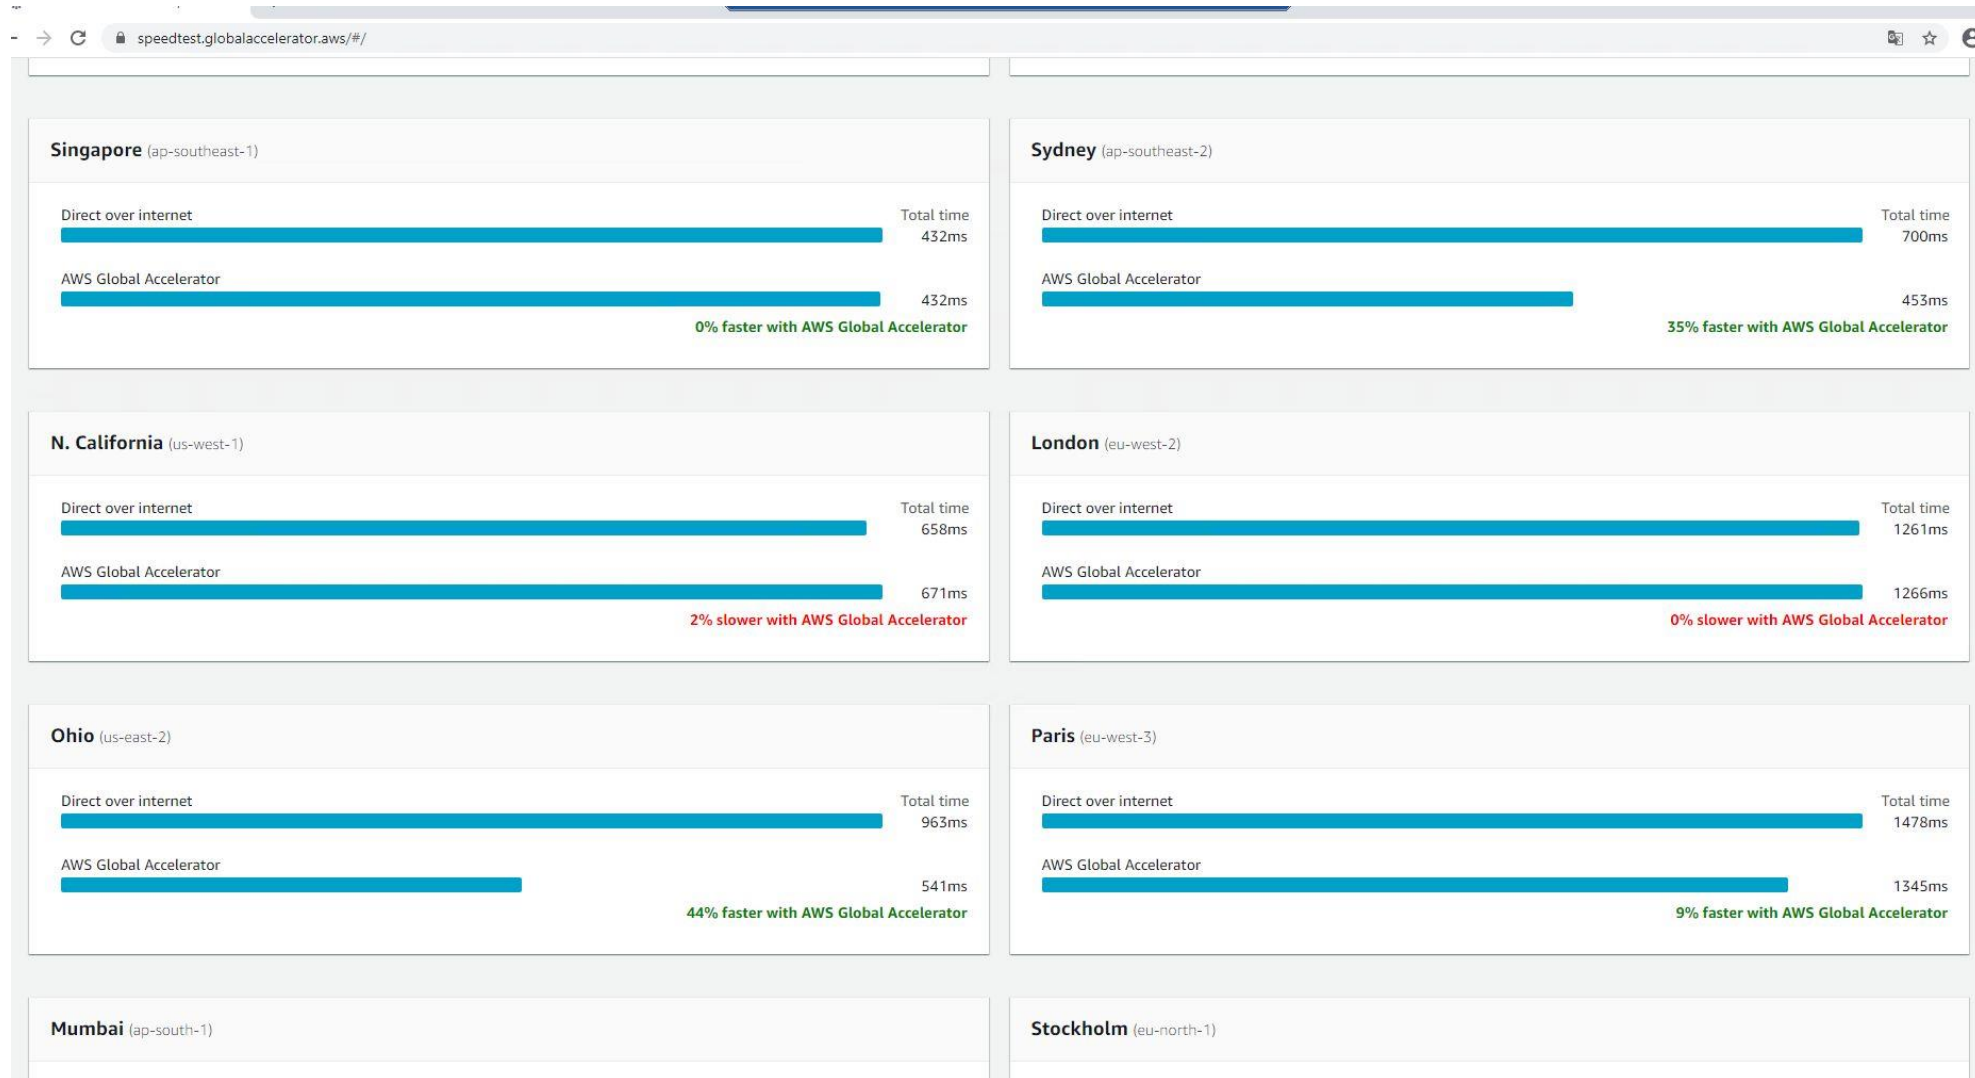 speedtest.globalaccelerator.aws/#/
Singapore (ap-southeast-1)
Direct over internet Total time
432ms
AWS Global Accelerator
432ms
0% faster with AWS Global Accelerator
Sydney (ap-southeast-2)
Direct over internet Total time
700ms
AWS Global Accelerator
453ms
35% faster with AWS Global Accelerator
N. California (us-west-1)
Direct over internet Total time
658ms
AWS Global Accelerator
671ms
2% slower with AWS Global Accelerator
London (eu-west-2)
Direct over internet Total time
1261ms
AWS Global Accelerator
1266ms
0% slower with AWS Global Accelerator
Ohio (us-east-2)
Direct over internet Total time
963ms
AWS Global Accelerator
541ms
44% faster with AWS Global Accelerator
Paris (eu-west-3)
Direct over internet Total time
1478ms
AWS Global Accelerator
1345ms
9% faster with AWS Global Accelerator
Mumbai (ap-south-1)
Stockholm (eu-north-1)